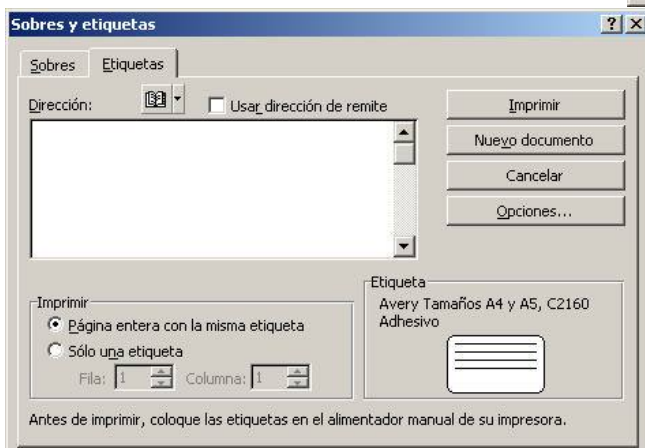 Sobres y etiquetas
Sobres Etiquetas
Dirección: Usar dirección de remite
Imprimir
Nuevo documento
Cancelar
Opciones...
Imprimir
Página entera con la misma etiqueta
Sólo una etiqueta
Fila: 1 Columna: 1
Etiqueta
Avery Tamaños A4 y A5, C2160
Adhesivo
Antes de imprimir, coloque las etiquetas en el alimentador manual de su impresora.